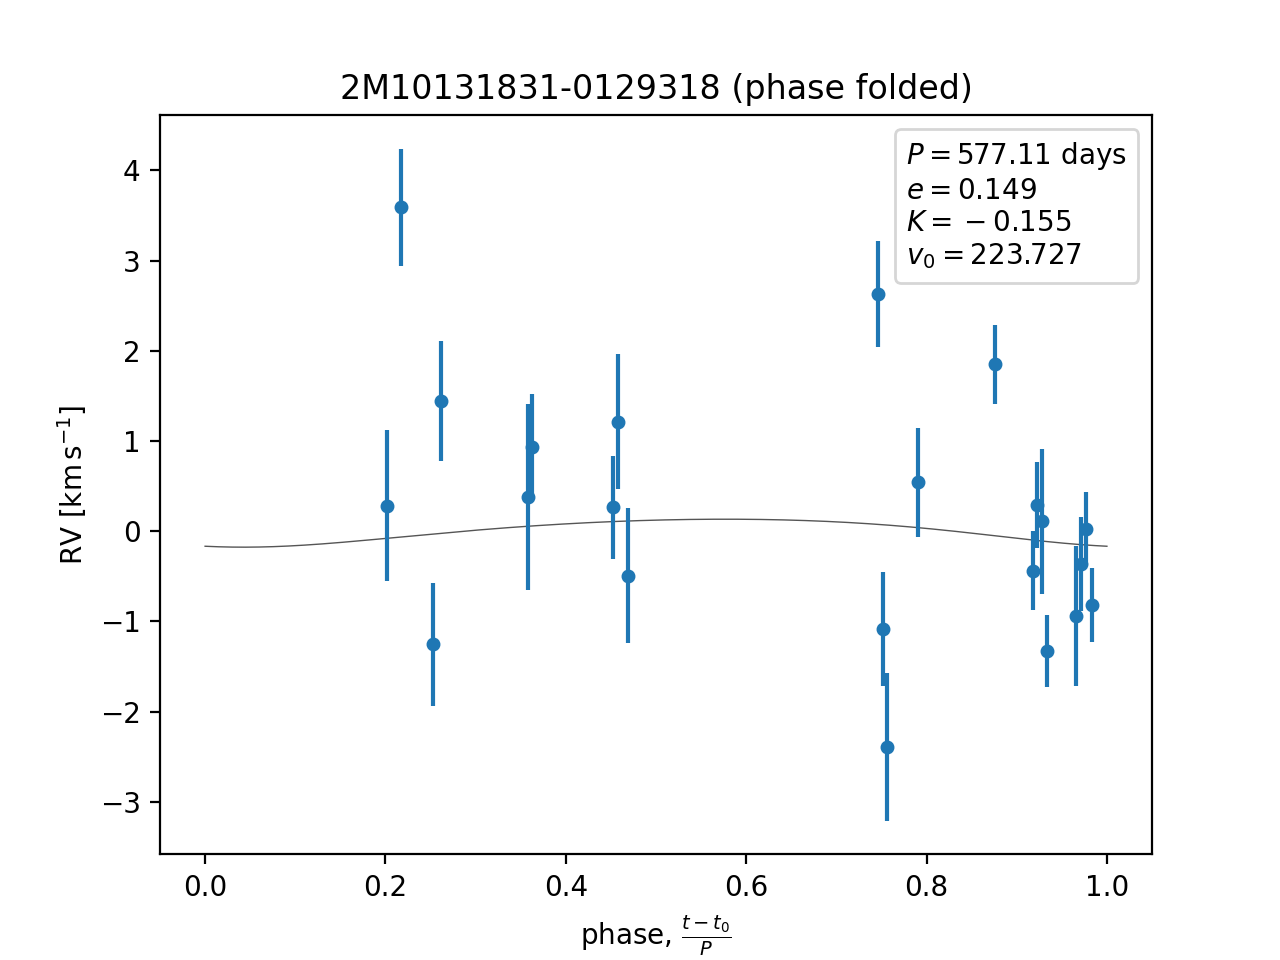 2M10131831-0129318 (phase folded)
P = 577.11 days
e = 0.149
K = −0.155
v₀ = 223.727
4
3
2
1
0
−1
−2
−3
RV [km s⁻¹]
0.0 0.2 0.4 0.6 0.8 1.0
phase, (t − t₀)/P